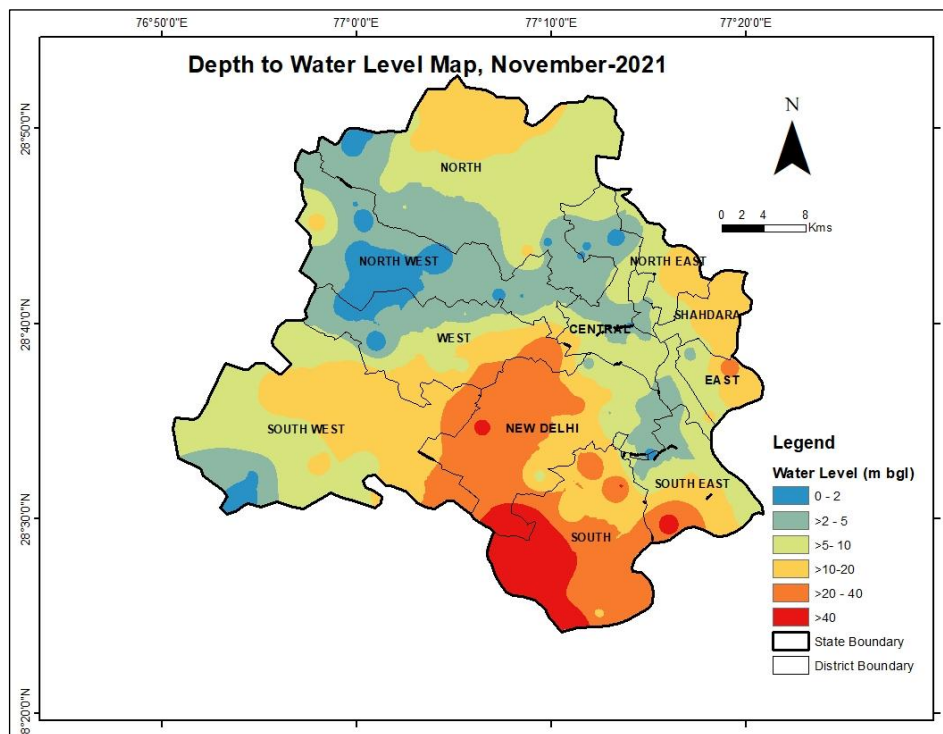 76°50'0"E 77°0'0"E 77°10'0"E 77°20'0"E
Depth to Water Level Map, November-2021
N
28°50'0"N
NORTH
0 2 4 8
Kms
NORTH WEST
NORTH EAST
28°40'0"N
SHAHDARA
CENTRAL
WEST
EAST
SOUTH WEST
NEW DELHI
SOUTH EAST
28°30'0"N
SOUTH
Legend
Water Level (m bgl)
0 - 2
>2 - 5
>5- 10
>10-20
>20 - 40
>40
State Boundary
District Boundary
8°20'0"N